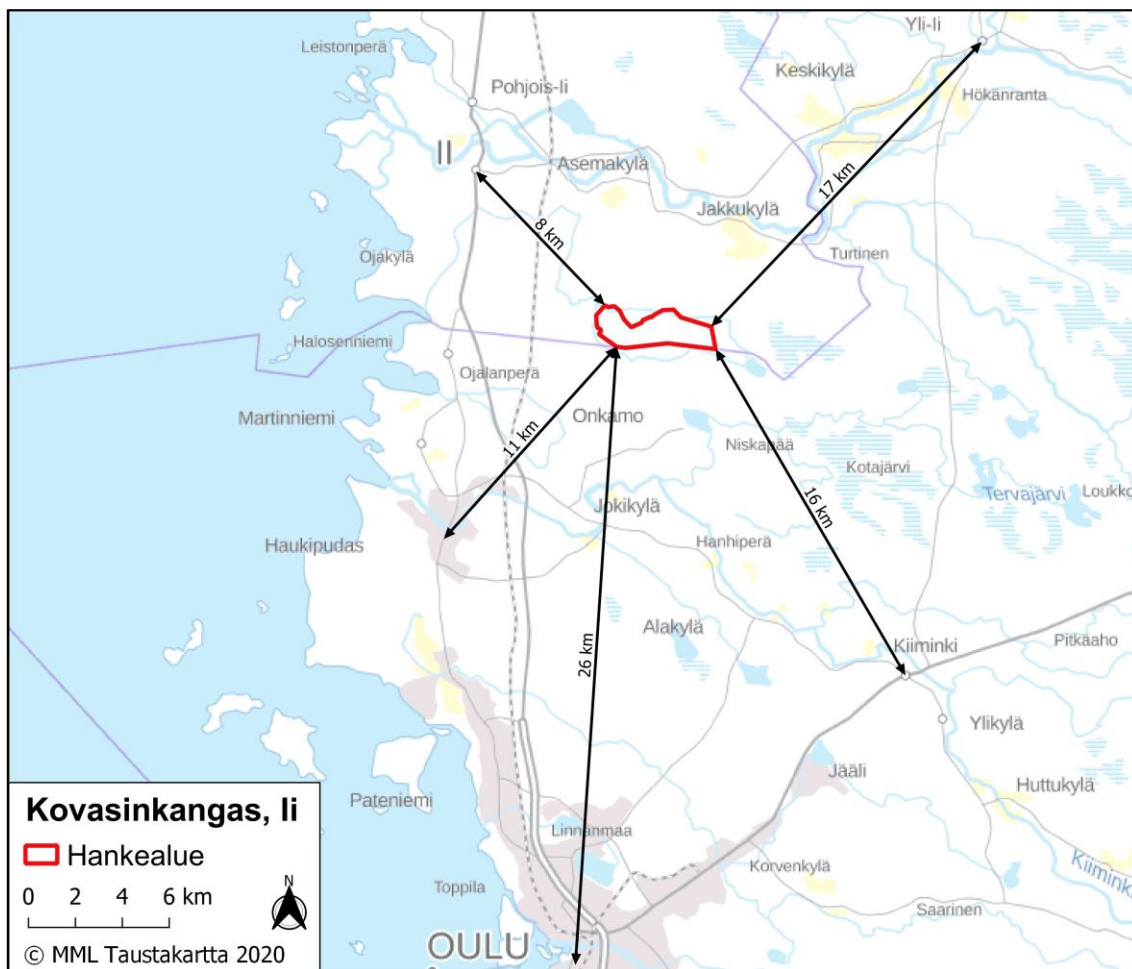 Yli-Ii
Leistonperä
Keskikylä
Pohjois-Ii
Hökänranta
II
Asemakylä
17 km
Jakkukylä
8 km
Turtinen
Ojakylä
Halosenniemi
Ojalanperä
Martinniemi
Onkamo
11 km
Niskapää
Kotajärvi
Tervajärvi
Loukko
16 km
Jokikylä
Haukipudas
Hanhiperä
26 km
Alakylä
Kiiminki
Pitkäaho
Ylikylä
Jääli
Huttukylä
Pateniemi
Linnanmaa
Korvenkylä
Kiiminki
Toppila
Saarinen
OULU
Kovasinkangas, Ii
Hankealue
0 2 4 6 km
N
© MML Taustakartta 2020